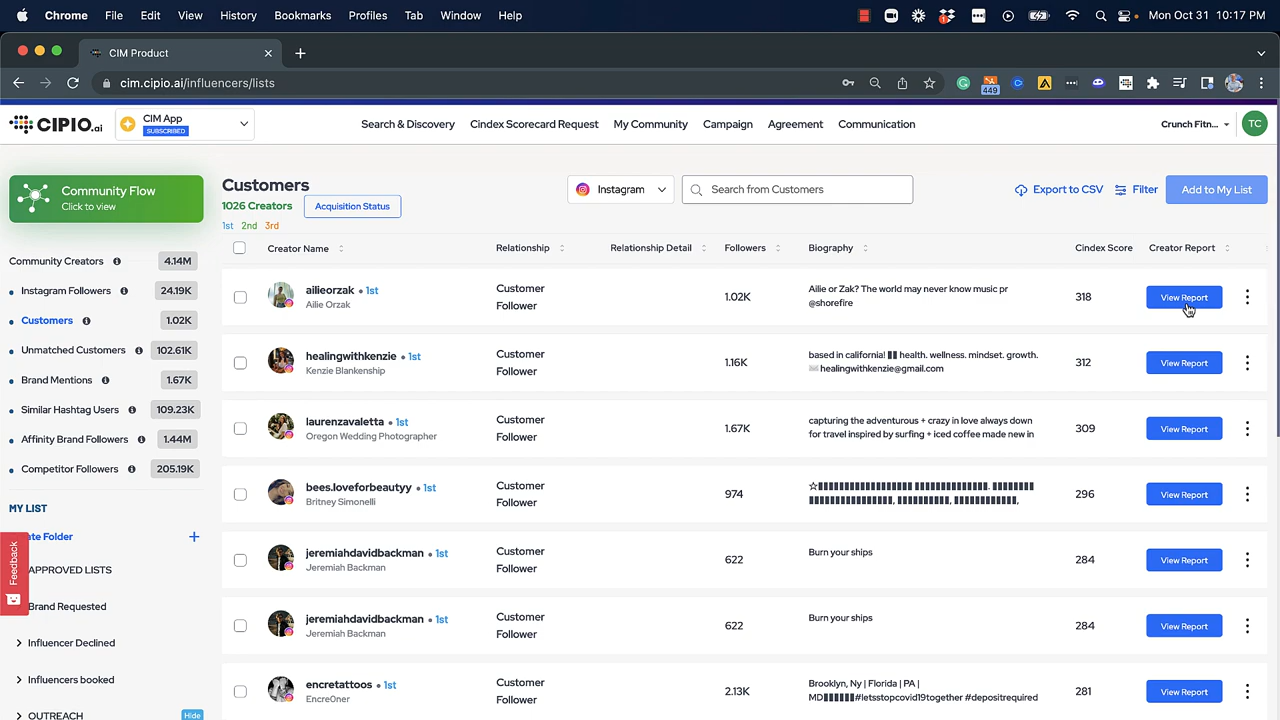 Chrome File Edit View History Bookmarks Profiles Tab Window Help Mon Oct 31 10:17 PM
CIM Product
cim.cipio.ai/influencers/lists
449
CIPIO.ai
CIM App
SUBSCRIBED
Search & Discovery Cindex Scorecard Request My Community Campaign Agreement Communication
Crunch Fitn...
TC
Community Flow
Click to view
Customers
1026 Creators
Acquisition Status
1st 2nd 3rd
Instagram
Search from Customers
Export to CSV
Filter
Add to My List
Community Creators 4.14M
Instagram Followers 24.19K
Customers 1.02K
Unmatched Customers 102.61K
Brand Mentions 1.67K
Similar Hashtag Users 109.23K
Affinity Brand Followers 1.44M
Competitor Followers 205.19K
MY LIST
ate Folder
APPROVED LISTS
Brand Requested
Influencer Declined
Influencers booked
OUTREACH
Hide
Feedback
Creator Name Relationship Relationship Detail Followers Biography Cindex Score Creator Report
ailieorzak • 1st
Ailie Orzak
Customer
Follower
1.02K
Ailie or Zak? The world may never know music pr
@shorefire
318
View Report
healingwithkenzie • 1st
Kenzie Blankenship
Customer
Follower
1.16K
based in california! health. wellness. mindset. growth.
healingwithkenzie@gmail.com
312
View Report
laurenzavaletta • 1st
Oregon Wedding Photographer
Customer
Follower
1.67K
capturing the adventurous + crazy in love always down
for travel inspired by surfing + iced coffee made new in
309
View Report
bees.loveforbeautyy • 1st
Britney Simonelli
Customer
Follower
974
296
View Report
jeremiahdavidbackman • 1st
Jeremiah Backman
Customer
Follower
622
Burn your ships
284
View Report
jeremiahdavidbackman • 1st
Jeremiah Backman
Customer
Follower
622
Burn your ships
284
View Report
encretattoos • 1st
Encre0ner
Customer
Follower
2.13K
Brooklyn, Ny | Florida | PA |
MD #letsstopcovid19together #depositrequired
281
View Report